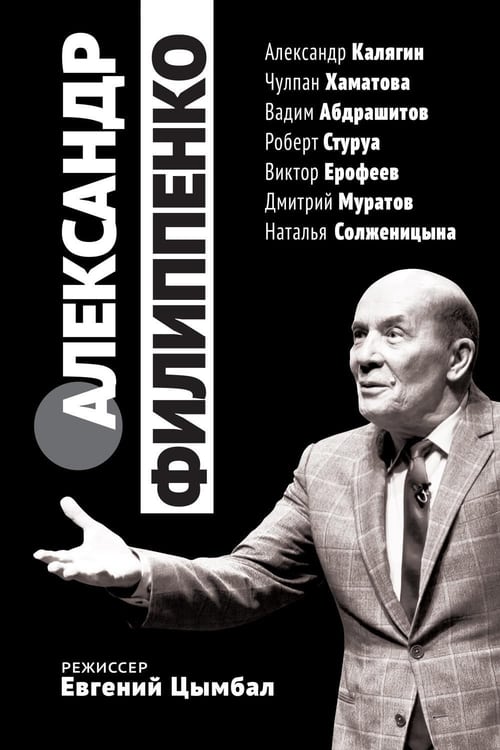 АЛЕКСАНДР
ФИЛИППЕНКО
Александр Калягин
Чулпан Хаматова
Вадим Абдрашитов
Роберт Стуруа
Виктор Ерофеев
Дмитрий Муратов
Наталья Солженицына
РЕЖИССЕР
Евгений Цымбал